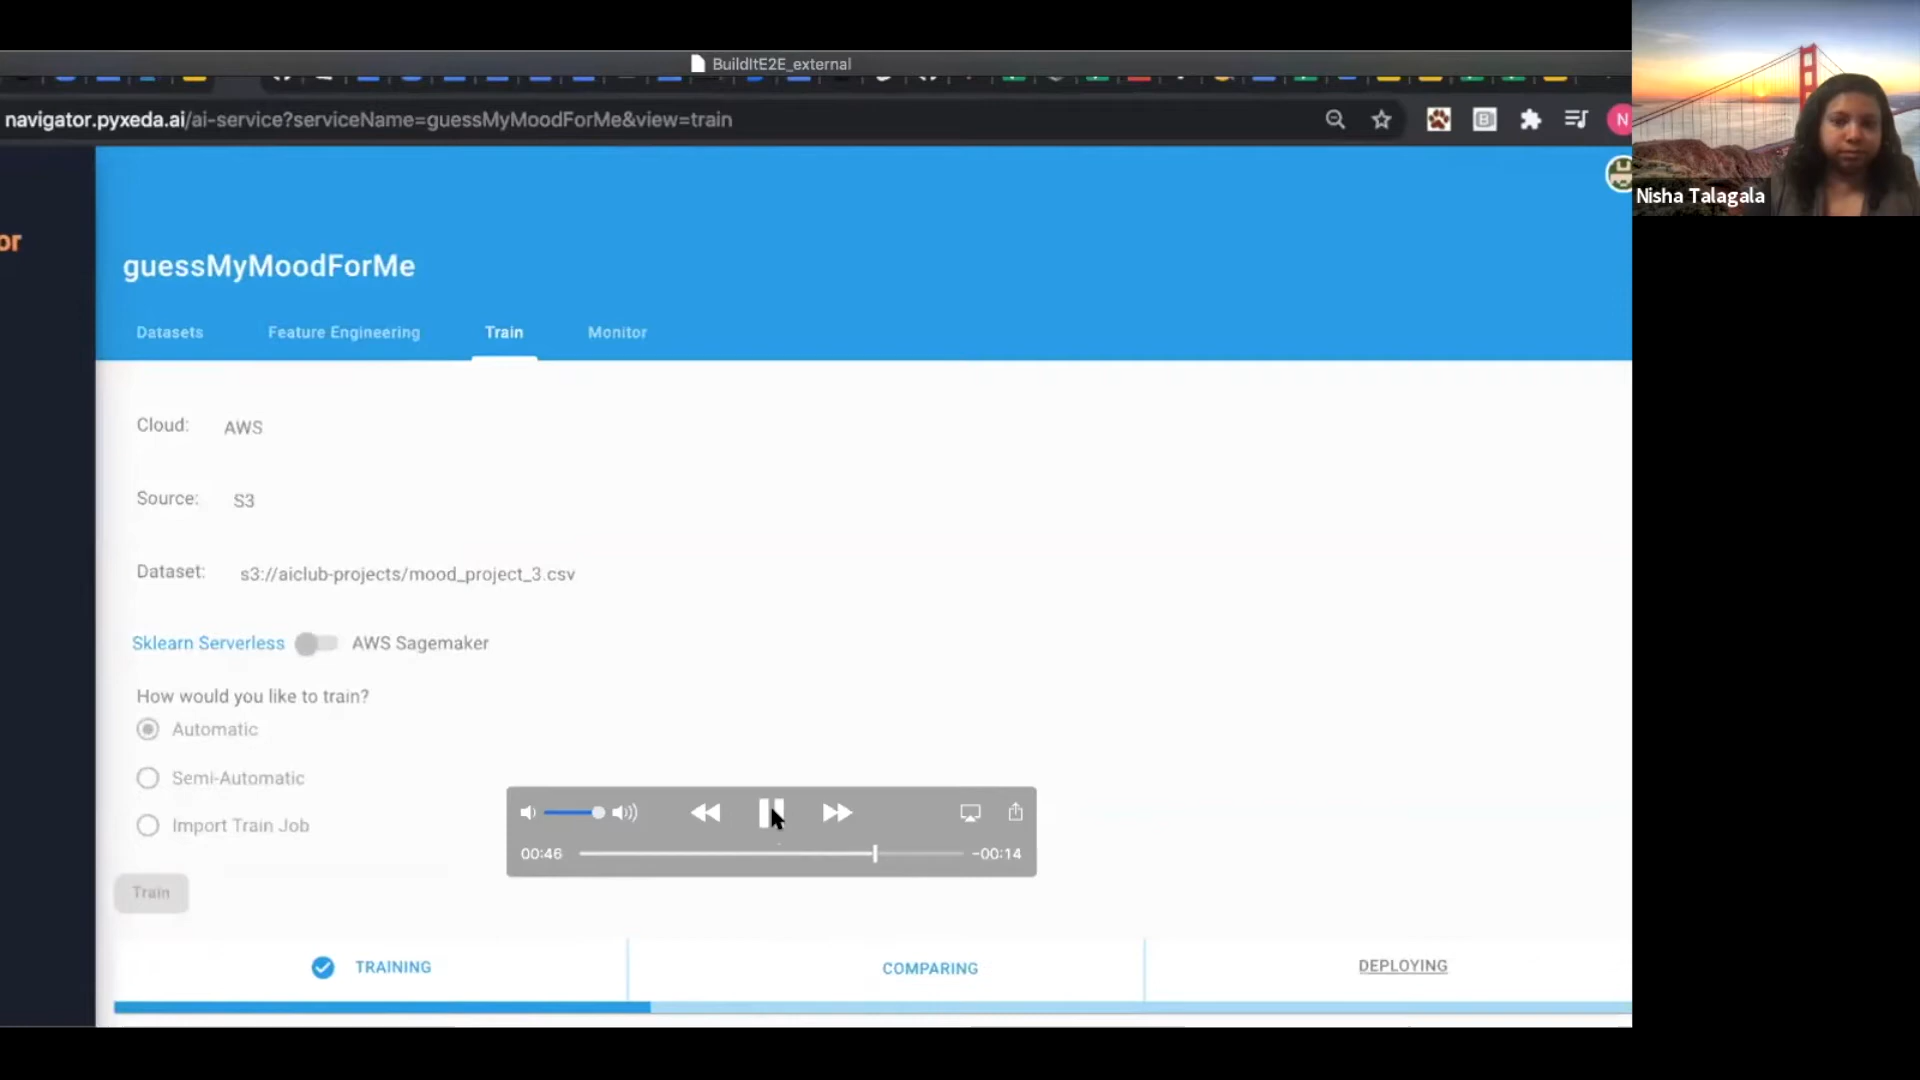 BuildItE2E_external
navigator.pyxeda.ai/ai-service?serviceName=guessMyMoodForMe&view=train
N
Nisha Talagala
or
guessMyMoodForMe
Datasets Feature Engineering Train Monitor
Cloud: AWS
Source: S3
Dataset: s3://aiclub-projects/mood_project_3.csv
Sklearn Serverless AWS Sagemaker
How would you like to train?
Automatic
Semi-Automatic
Import Train Job
00:46 -00:14
Train
TRAINING COMPARING DEPLOYING